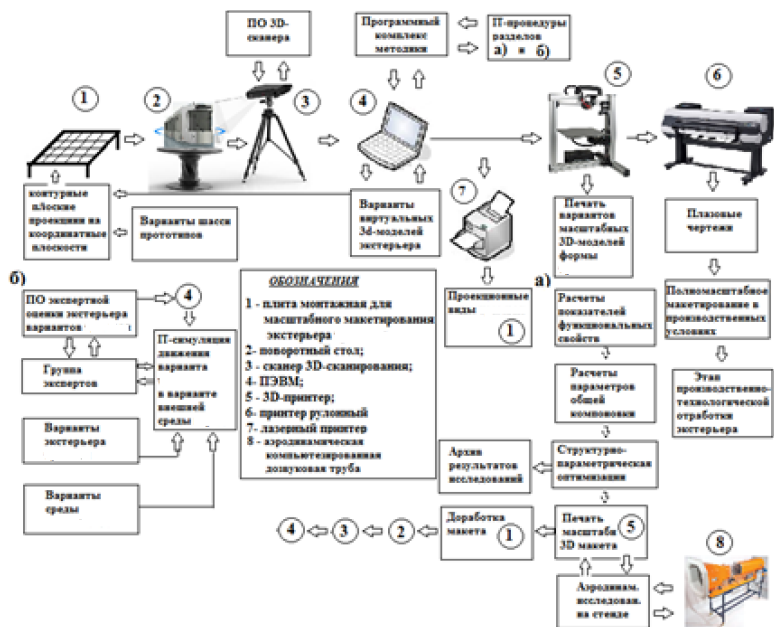 ПО 3D-
сканера
Программный
комплекс
методики
IT-процедуры
разделов
а) и б)
1
2
3
4
5
6
контурные
плоские
проекции на
координатные
плоскости
Варианты шасси
прототипов
Варианты
виртуальных
3d-моделей
экстерьера
7
Печать
вариантов
масштабных
3D-моделей
формы
Плазовые
чертежи
б)
ПО экспертной
оценки экстерьера
вариантов
4
Группа
экспертов
Варианты
экстерьера
Варианты
среды
IT-симуляция
движения
варианта
в варианте
внешней
среды
ОБОЗНАЧЕНИЯ
1 - плита монтажная для
масштабного макетирования
экстерьера
2- поворотный стол;
3 - сканер 3D-сканирования;
4- ПЭВМ;
5 - 3D-принтер;
6- принтер рулонный
7- лазерный принтер
8 - аэродинамическая
компьютезированная
дозвуковая труба
Проекционные
виды
1
а)
Расчеты
показателей
функциональных
свойств
Полномасштабное
макетирование в
производственных
условиях
Расчеты
параметров
общей
компоновки
Этап
производственно-
технологической
отработки
экстерьера
Архив
результатов
исследований
Структурно-
параметрическая
оптимизация
4
3
2
Доработка
макета
1
Печать
масштабн
3D макета
5
8
Аэродинам.
исследован.
на стенде